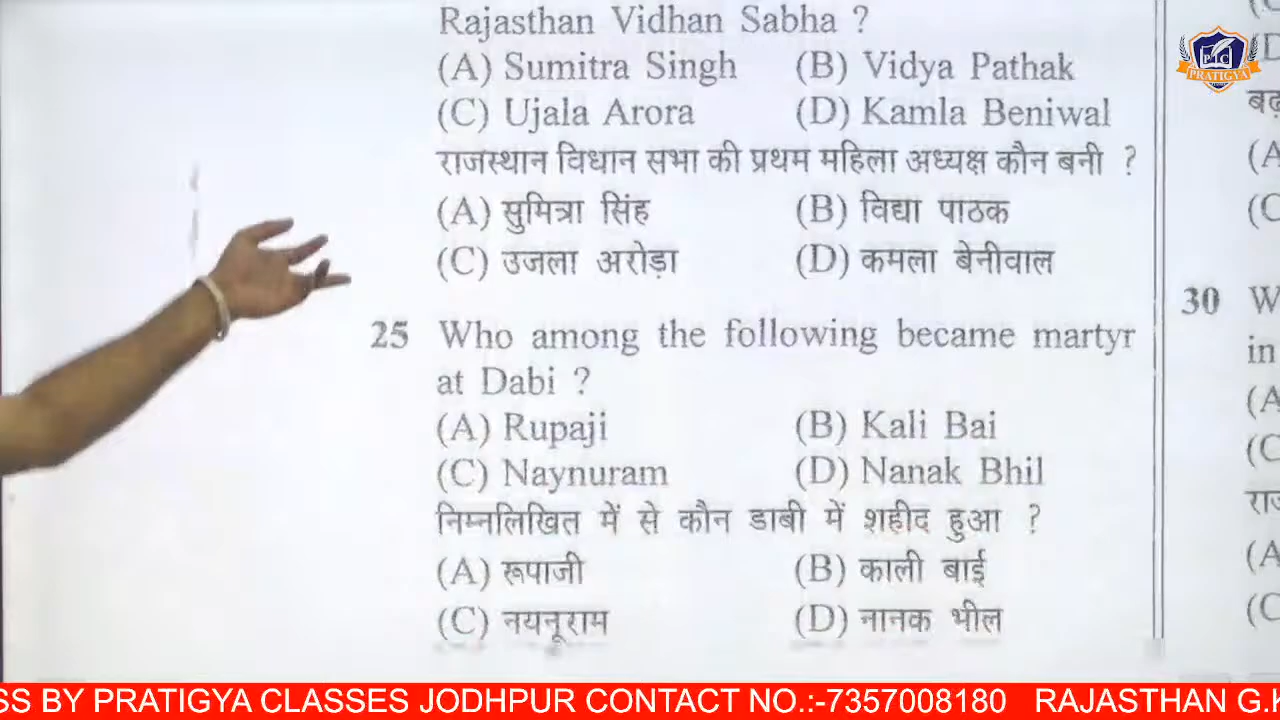 Rajasthan Vidhan Sabha ?
(A) Sumitra Singh (B) Vidya Pathak
(C) Ujala Arora (D) Kamla Beniwal
राजस्थान विधान सभा की प्रथम महिला अध्यक्ष कौन बनी ?
(A) सुमित्रा सिंह (B) विद्या पाठक
(C) उजला अरोड़ा (D) कमला बेनीवाल
25 Who among the following became martyr
at Dabi ?
(A) Rupaji (B) Kali Bai
(C) Naynuram (D) Nanak Bhil
निम्नलिखित में से कौन डाबी में शहीद हुआ ?
(A) रूपाजी (B) काली बाई
(C) नयनूराम (D) नानक भील
30
in
PRATIGYA
BY PRATIGYA CLASSES JODHPUR CONTACT NO.:-7357008180 RAJASTHAN